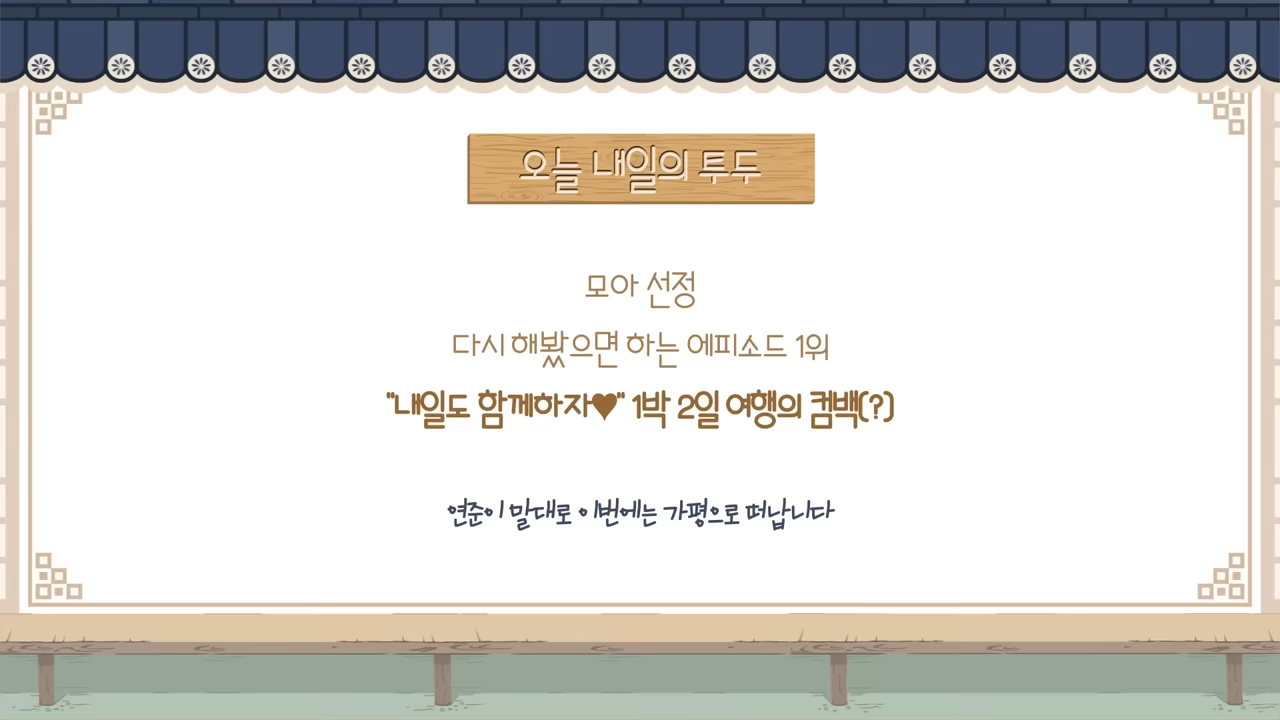 오늘 내일의 투두
모아 선정
다시 해봤으면 하는 에피소드 1위
"내일도 함께하자♥" 1박 2일 여행의 컴백(?)
연준이 말대로 이번에는 가평으로 떠납니다